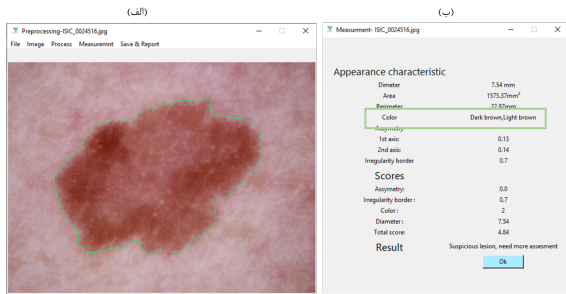 (الف)
Preprocessing-ISIC_0024516.jpg
File Image Process Measuremnt Save & Report
(ب)
Measurment- ISIC_0024516.jpg
Appearance characteristic
Dimeter 7.54 mm
Area 1575.37mm²
Perimeter 22.97mm
Color Dark brown,Light brown
Assymetry
1st axis: 0.13
2nd axis: 0.14
Irregularity border 0.7
Scores
Assymetry: 0.0
Irregularity border : 0.7
Color : 2
Diameter : 7.54
Total score: 4.84
Result Suspicious lesion, need more assesment
Ok